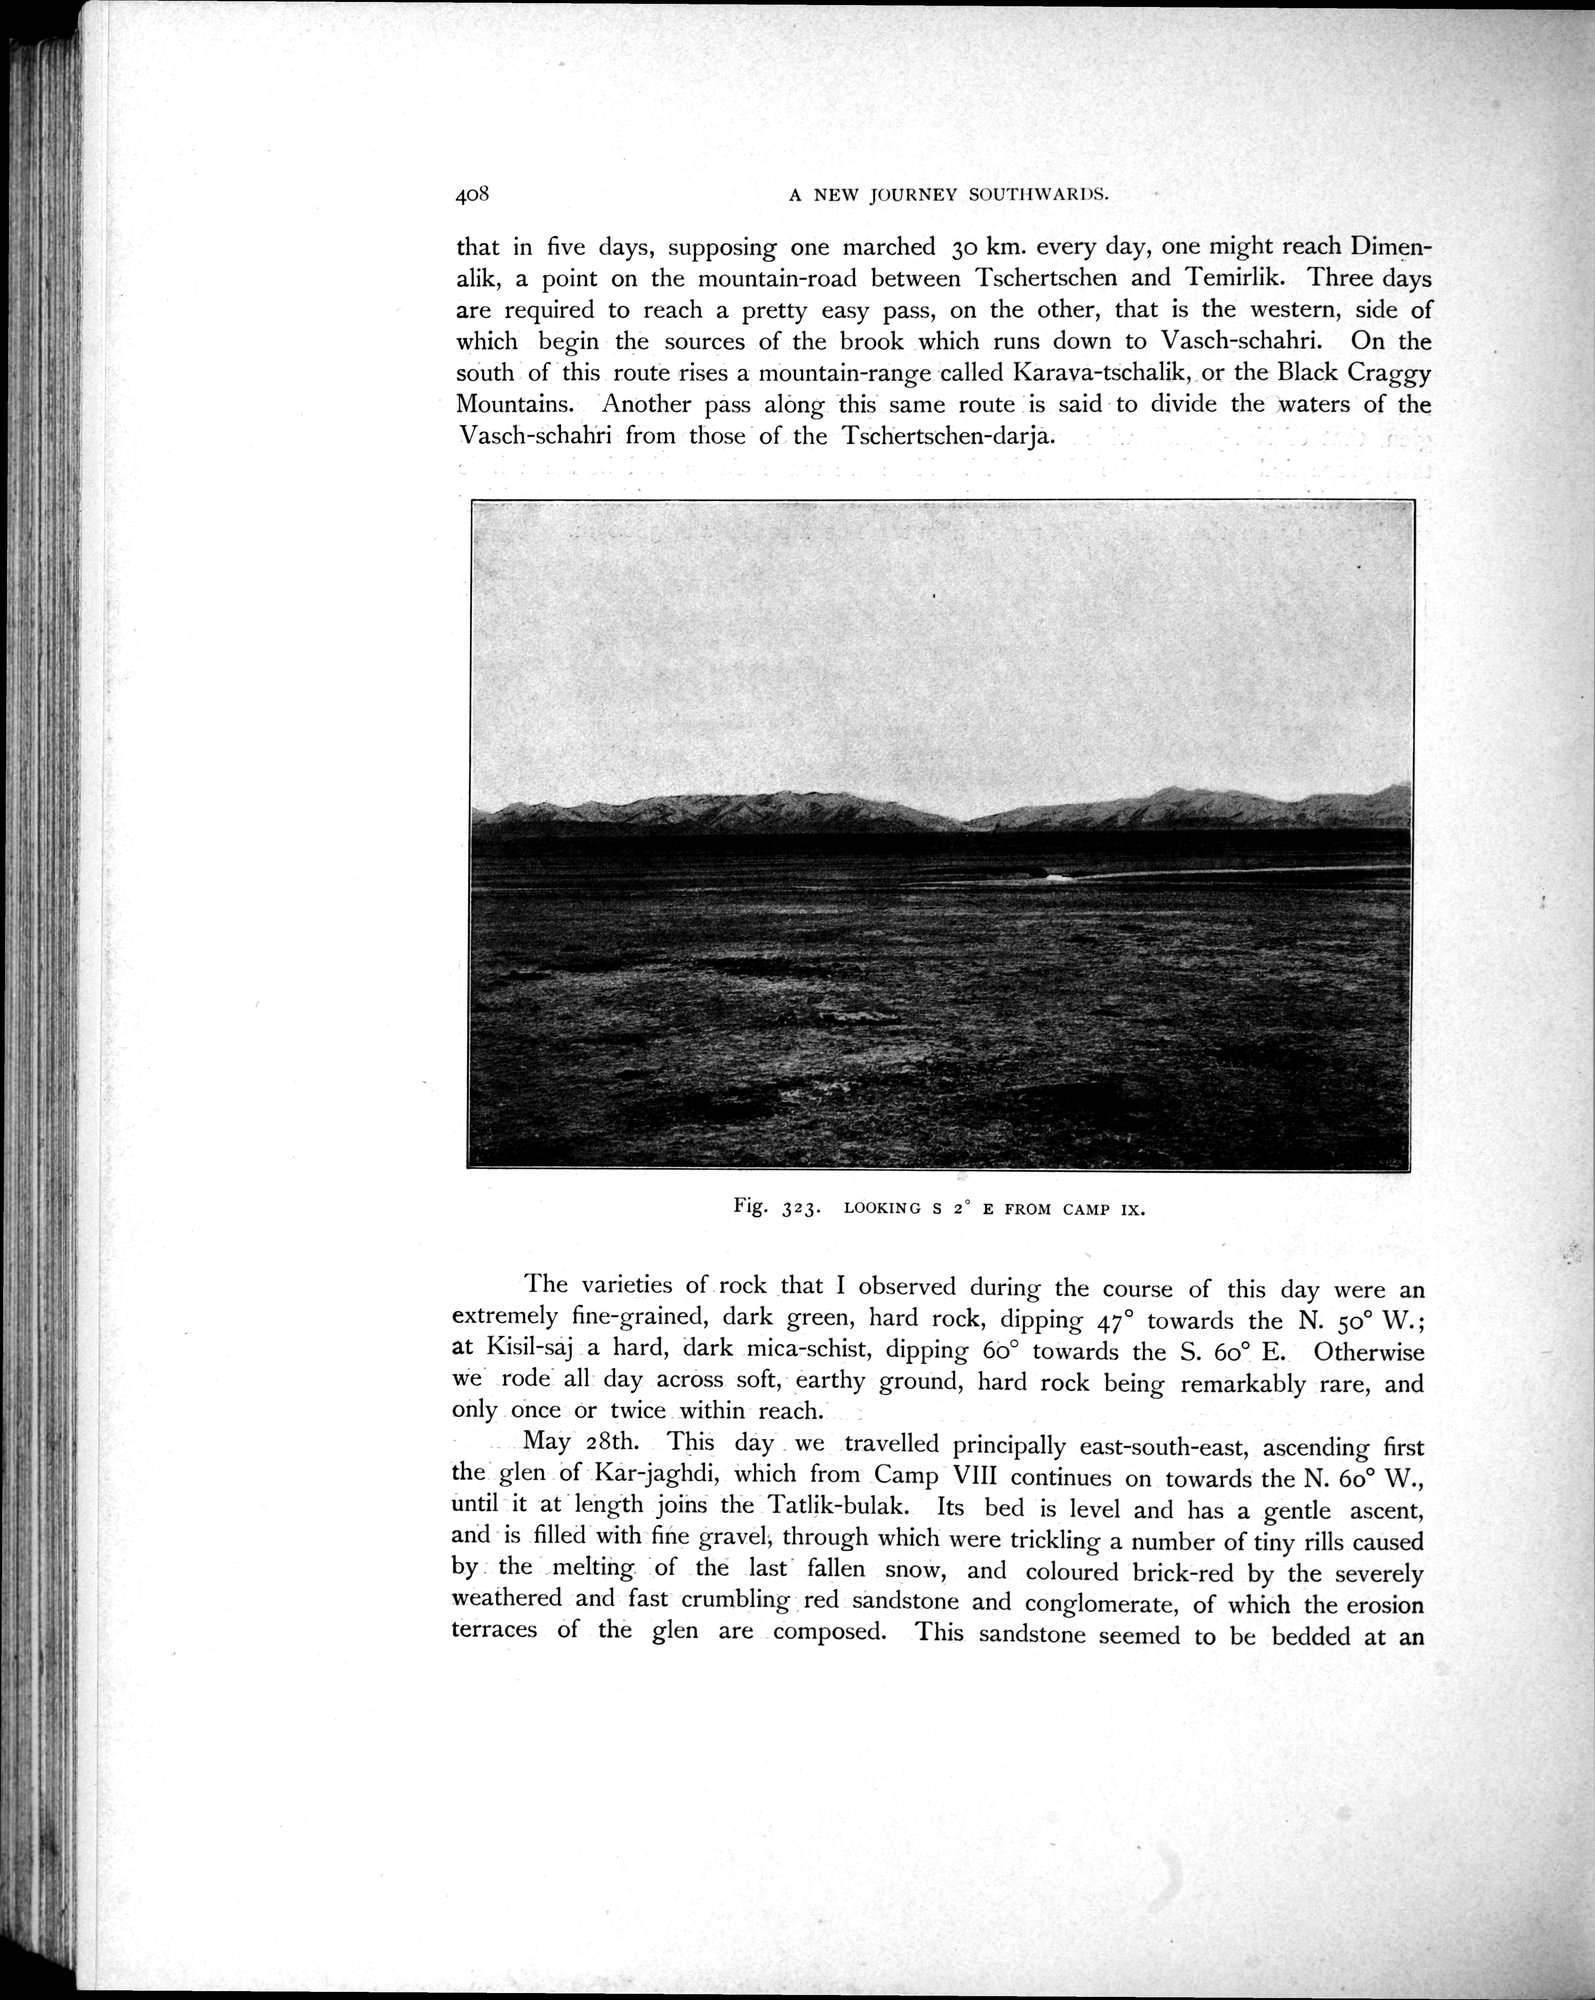 408
A NEW JOURNEY SOUTHWARDS.
that in five days, supposing one marched 30 km. every day, one might reach Dimen-
alik, a point on the mountain-road between Tschertschen and Temirlik. Three days
are required to reach a pretty easy pass, on the other, that is the western, side of
which begin the sources of the brook which runs down to Vasch-schahri. On the
south of this route rises a mountain-range called Karava-tschalik, or the Black Craggy
Mountains. Another pass along this same route is said to divide the waters of the
Vasch-schahri from those of the Tschertschen-darja.
Fig. 323. LOOKING S 2° E FROM CAMP IX.
The varieties of rock that I observed during the course of this day were an
extremely fine-grained, dark green, hard rock, dipping 47° towards the N. 50° W.;
at Kisil-saj a hard, dark mica-schist, dipping 60° towards the S. 60° E. Otherwise
we rode all day across soft, earthy ground, hard rock being remarkably rare, and
only once or twice within reach.
May 28th. This day we travelled principally east-south-east, ascending first
the glen of Kar-jaghdi, which from Camp VIII continues on towards the N. 60° W.,
until it at length joins the Tatlik-bulak. Its bed is level and has a gentle ascent,
and is filled with fine gravel, through which were trickling a number of tiny rills caused
by the melting of the last fallen snow, and coloured brick-red by the severely
weathered and fast crumbling red sandstone and conglomerate, of which the erosion
terraces of the glen are composed. This sandstone seemed to be bedded at an